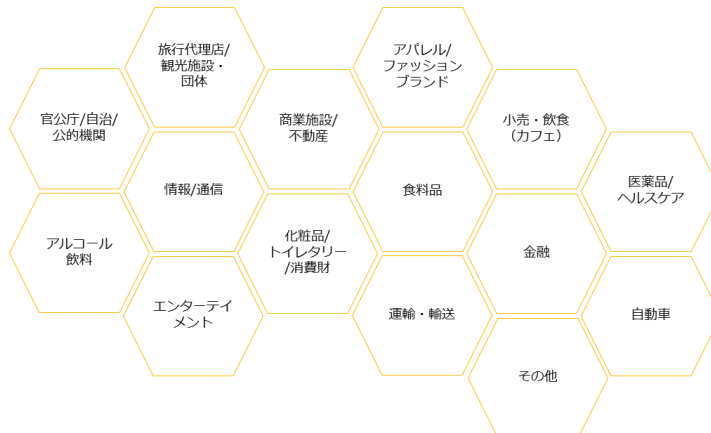 旅行代理店/
観光施設・
団体
アパレル/
ファッション
ブランド
官公庁/自治/
公的機関
商業施設/
不動産
小売・飲食
（カフェ）
情報/通信
食料品
医薬品/
ヘルスケア
アルコール
飲料
化粧品/
トイレタリー
/消費財
金融
エンターテイ
メント
運輸・輸送
自動車
その他